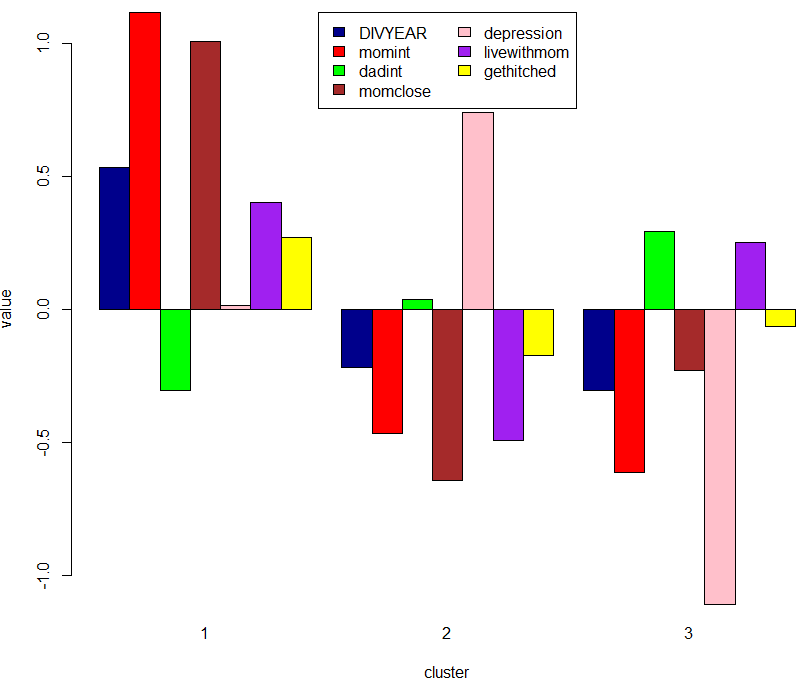 DIVYEAR
momint
dadint
momclose
depression
livewithmom
gethitched
1.0
0.5
0.0
-0.5
-1.0
value
1 2 3
cluster